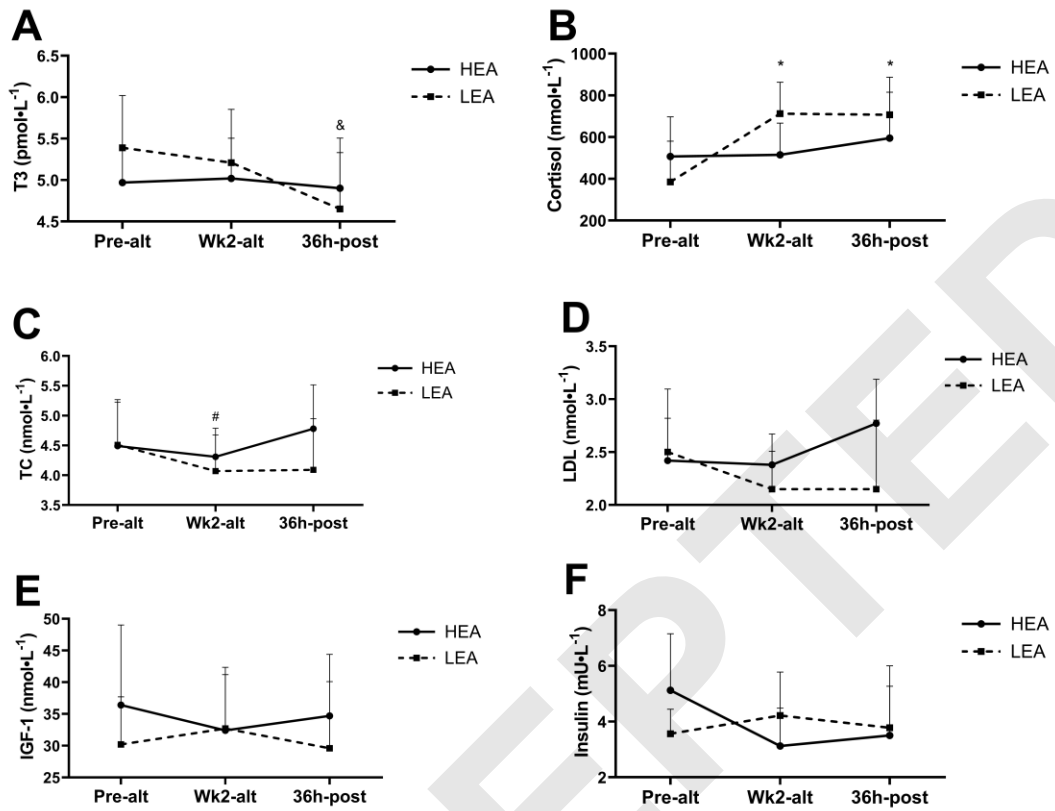 A
T3 (pmol•L⁻¹)
6.5
6.0
5.5
5.0
4.5
&
HEA
LEA
Pre-alt Wk2-alt 36h-post
B
Cortisol (nmol•L⁻¹)
1000
800
600
400
200
* *
HEA
LEA
Pre-alt Wk2-alt 36h-post
C
TC (nmol•L⁻¹)
6.0
5.5
5.0
4.5
4.0
3.5
#
HEA
LEA
Pre-alt Wk2-alt 36h-post
D
LDL (nmol•L⁻¹)
3.5
3.0
2.5
2.0
HEA
LEA
Pre-alt Wk2-alt 36h-post
E
IGF-1 (nmol•L⁻¹)
50
45
40
35
30
25
HEA
LEA
Pre-alt Wk2-alt 36h-post
F
Insulin (mU•L⁻¹)
8
6
4
2
HEA
LEA
Pre-alt Wk2-alt 36h-post
EPTED